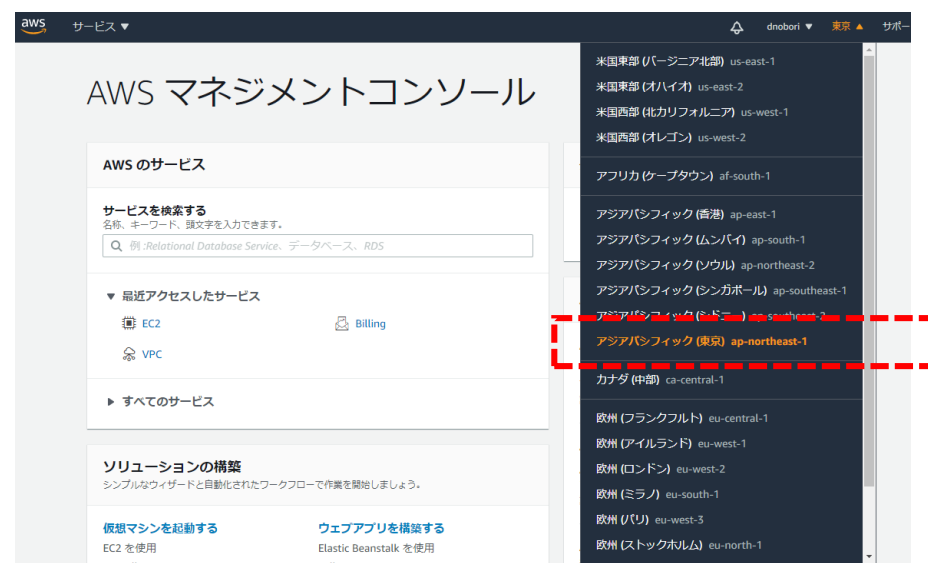 aws サービス ▼ dnobori ▼ 東京 ▲ サポー
AWS マネジメントコンソール
AWS のサービス
サービスを検索する
名称、キーワード、頭文字を入力できます。
例 :Relational Database Service、データベース、RDS
▼ 最近アクセスしたサービス
EC2
Billing
VPC
▶ すべてのサービス
ソリューションの構築
シンプルなウィザードと自動化されたワークフローで作業を開始しましょう。
仮想マシンを起動する
EC2 を使用
ウェブアプリを構築する
Elastic Beanstalk を使用
米国東部 (バージニア北部) us-east-1
米国東部 (オハイオ) us-east-2
米国西部 (北カリフォルニア) us-west-1
米国西部 (オレゴン) us-west-2
アフリカ (ケープタウン) af-south-1
アジアパシフィック (香港) ap-east-1
アジアパシフィック (ムンバイ) ap-south-1
アジアパシフィック (ソウル) ap-northeast-2
アジアパシフィック (シンガポール) ap-southeast-1
アジアパシフィック (シドニー) ap-southeast-2
アジアパシフィック (東京) ap-northeast-1
カナダ (中部) ca-central-1
欧州 (フランクフルト) eu-central-1
欧州 (アイルランド) eu-west-1
欧州 (ロンドン) eu-west-2
欧州 (ミラノ) eu-south-1
欧州 (パリ) eu-west-3
欧州 (ストックホルム) eu-north-1